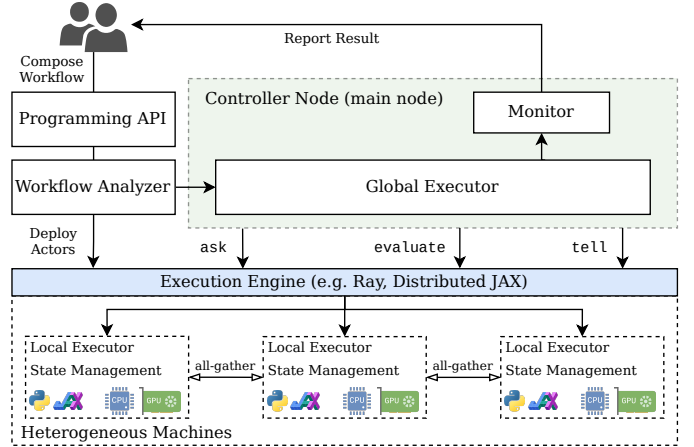 Report Result
Compose
Workflow
Controller Node (main node)
Programming API
Monitor
Workflow Analyzer
Global Executor
Deploy
Actors
ask
evaluate
tell
Execution Engine (e.g. Ray, Distributed JAX)
Local Executor
State Management
CPU
GPU
all-gather
Local Executor
State Management
CPU
GPU
all-gather
Local Executor
State Management
CPU
GPU
Heterogeneous Machines